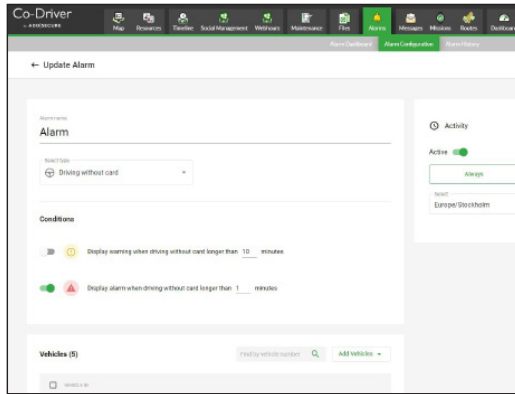 Co-Driver
Map Resources Timeline Social Management Webhours Maintenance Files Alarms Messages Missions Routes Dashboard
Alarm Dashboard Alarm Configuration Alarm History
← Update Alarm
Alarm name
Alarm
Select type
Driving without card
Conditions
Display warning when driving without card longer than 10 minutes
Display alarm when driving without card longer than 1 minutes
Vehicles (5)
Find by vehicle number
Add Vehicles
Activity
Active
Always
Select
Europe/Stockholm